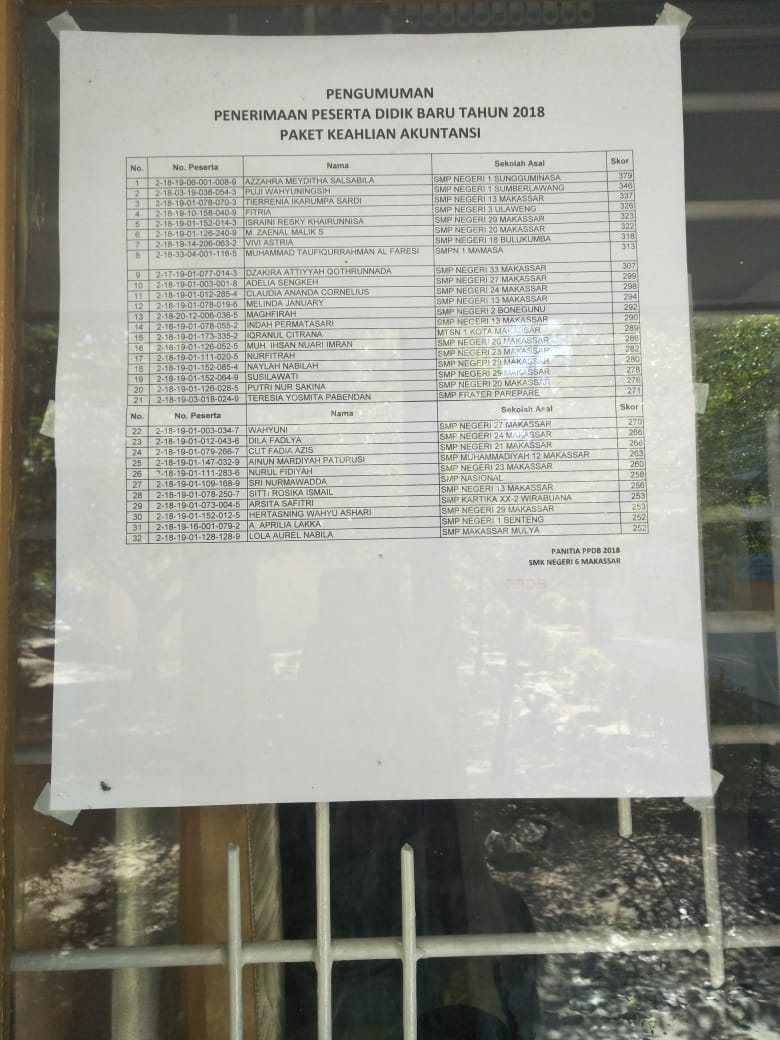 PENGUMUMAN
PENERIMAAN PESERTA DIDIK BARU TAHUN 2018
PAKET KEAHLIAN AKUNTANSI
No. No. Peserta Nama Sekolah Asal Skor
1 2-18-19-06-001-008-9 AZZAHRA MEYDITHA SALSABILA SMP NEGERI 1 SUNGGUMINASA 379
2 2-18-03-19-038-054-3 PUJI WAHYUNINGSIH SMP NEGERI 1 SUMBERLAWANG 346
3 2-18-19-01-078-070-3 TIERRENIA IKARUMPA SARDI SMP NEGERI 13 MAKASSAR 337
4 2-18-19-10-158-040-9 FITRIA SMP NEGERI 3 ULAWENG 326
5 2-18-19-01-152-014-3 ISRAINI RESKY KHAIRUNNISA SMP NEGERI 29 MAKASSAR 323
6 2-18-19-01-126-240-9 M. ZAENAL MALIK S SMP NEGERI 20 MAKASSAR 322
7 2-18-19-14-206-063-2 VIVI ASTRIA SMP NEGERI 18 BULUKUMBA 318
8 2-18-33-04-001-116-5 MUHAMMAD TAUFIQURRAHMAN AL FARESI SMPN 1 MAMASA 313
9 2-17-19-01-077-014-3 DZAKIRA ATTIYYAH QOTHRUNNADA SMP NEGERI 33 MAKASSAR 307
10 2-18-19-01-003-001-8 ADELIA SENGKEH SMP NEGERI 27 MAKASSAR 299
11 2-18-19-01-012-285-4 CLAUDIA ANANDA CORNELIUS SMP NEGERI 24 MAKASSAR 298
12 2-18-19-01-078-019-6 MELINDA JANUARY SMP NEGERI 13 MAKASSAR 294
13 2-18-20-12-006-036-5 MAGHFIRAH SMP NEGERI 2 BONEGUNU 292
14 2-18-19-01-078-055-2 INDAH PERMATASARI SMP NEGERI 13 MAKASSAR 290
15 2-18-19-01-173-335-2 IQRANUL CITRANA MTSN 1 KOTA MAKASSAR 289
16 2-18-19-01-126-052-5 MUH. IHSAN NUARI IMRAN SMP NEGERI 20 MAKASSAR 286
17 2-18-19-01-111-020-5 NURFITRAH SMP NEGERI 23 MAKASSAR 282
18 2-18-19-01-152-085-4 NAYLAH NABILAH SMP NEGERI 29 MAKASSAR 280
19 2-18-19-01-152-064-9 SUSILAWATI SMP NEGERI 29 MAKASSAR 278
20 2-18-19-01-126-028-5 PUTRI NUR SAKINA SMP NEGERI 20 MAKASSAR 276
21 2-18-19-03-018-024-9 TERESIA YOSMITA PABENDAN SMP FRATER PAREPARE 271
No. No. Peserta Nama Sekolah Asal Skor
22 2-18-19-01-003-034-7 WAHYUNI SMP NEGERI 27 MAKASSAR 270
23 2-18-19-01-012-043-6 DILA FADLYA SMP NEGERI 24 MAKASSAR 266
24 2-18-19-01-079-266-7 CUT FADIA AZIS SMP NEGERI 21 MAKASSAR 266
25 2-18-19-01-147-032-9 AINUN MARDIYAH PATURUSI SMP MUHAMMADIYAH 12 MAKASSAR 263
26 2-18-19-01-111-283-6 NURUL FIDIYAH SMP NEGERI 23 MAKASSAR 260
27 2-18-19-01-109-168-9 SRI NURMAWADDA SMP NASIONAL 258
28 2-18-19-01-078-250-7 SITTI ROSIKA ISMAIL SMP NEGERI 13 MAKASSAR 256
29 2-18-19-01-073-004-5 ARSITA SAFITRI SMP KARTIKA XX-2 WIRABUANA 253
30 2-18-19-01-152-012-5 HERTASNING WAHYU ASHARI SMP NEGERI 29 MAKASSAR 253
31 2-18-19-16-001-079-2 A. APRILIA LAKKA SMP NEGERI 1 BENTENG 252
32 2-18-19-01-128-128-9 LOLA AUREL NABILA SMP MAKASSAR MULYA 252
PANITIA PPDB 2018
SMK NEGERI 6 MAKASSAR
PPDB